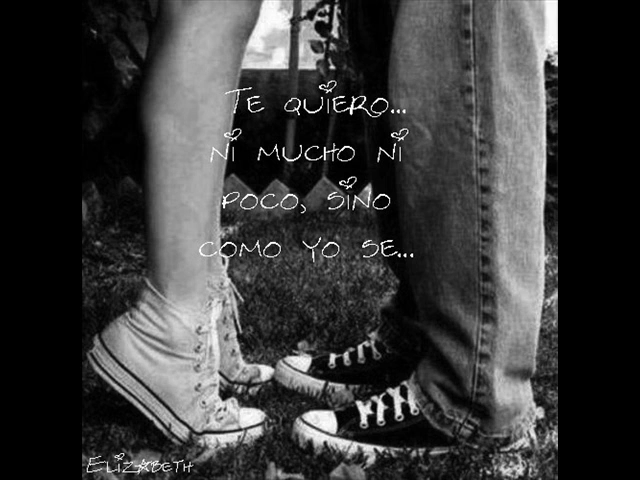 Te quiero...
ni mucho ni
poco, sino
como yo se...
Elizabeth